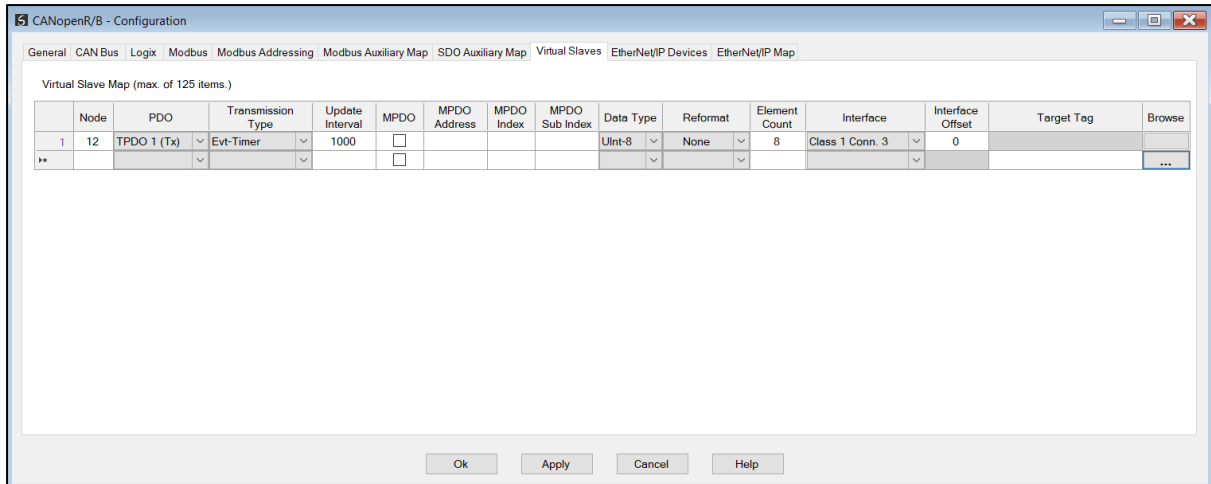 CANopenR/B - Configuration
General CAN Bus Logix Modbus Modbus Addressing Modbus Auxiliary Map SDO Auxiliary Map Virtual Slaves EtherNet/IP Devices EtherNet/IP Map
Virtual Slave Map (max. of 125 items.)
Node PDO Transmission Type Update Interval MPDO MPDO Address MPDO Index MPDO Sub Index Data Type Reformat Element Count Interface Interface Offset Target Tag Browse
1 12 TPDO 1 (Tx) Evt-Timer 1000 UInt-8 None 8 Class 1 Conn. 3 0
...
Ok Apply Cancel Help